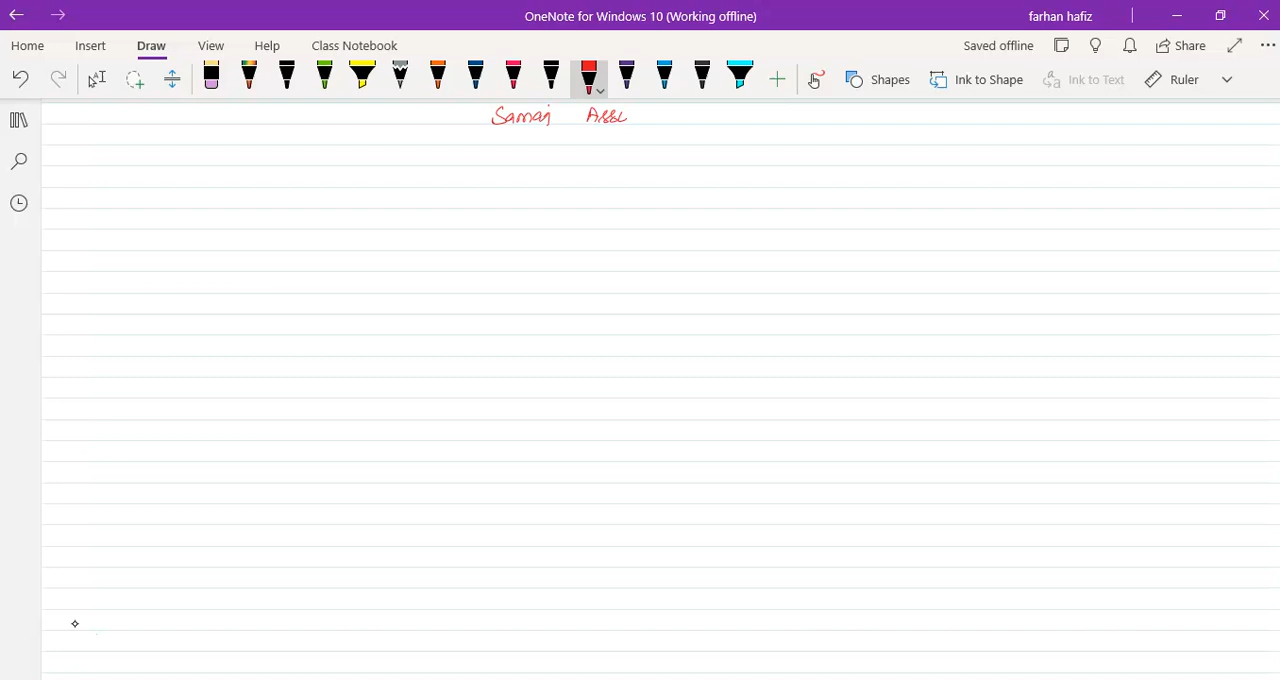 OneNote for Windows 10 (Working offline)
farhan hafiz
Home Insert Draw View Help Class Notebook
Saved offline Share
Shapes Ink to Shape Ink to Text Ruler